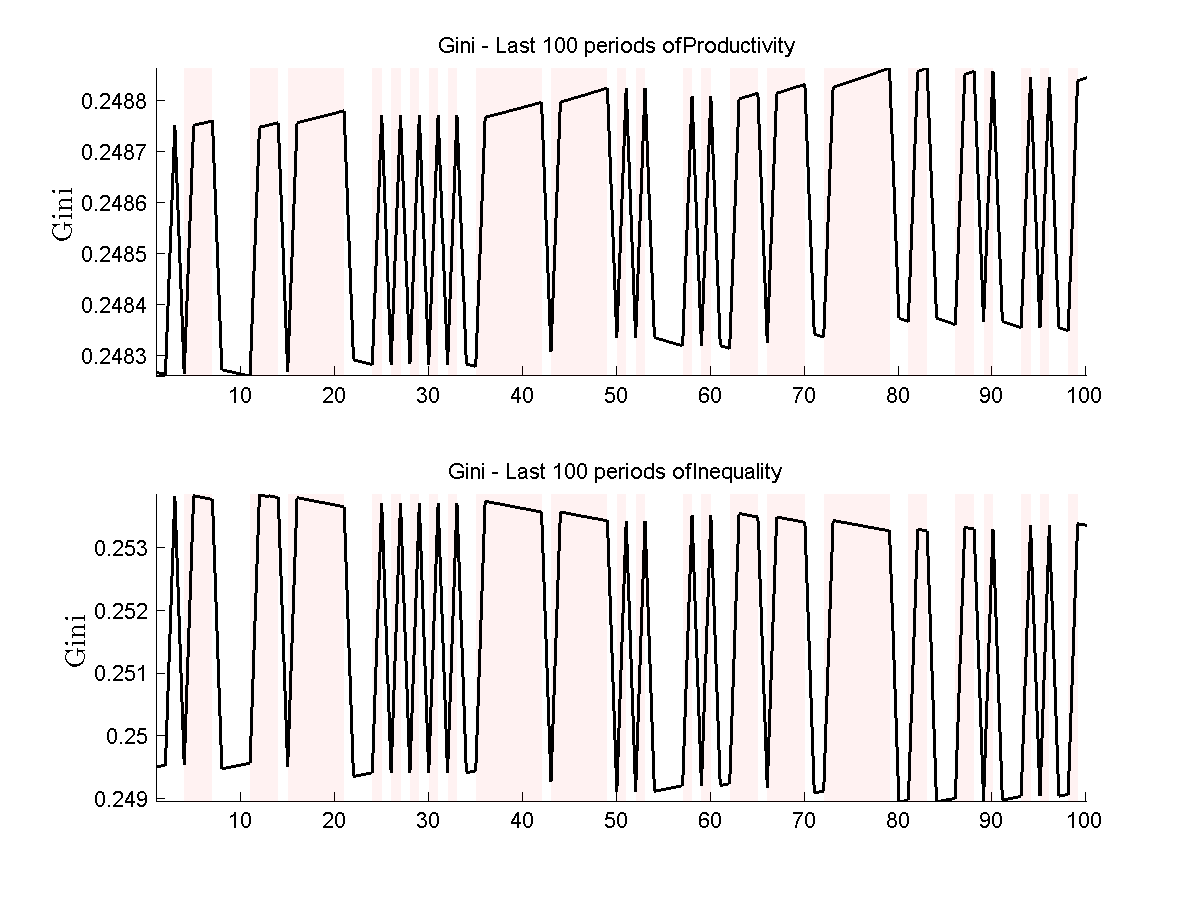 Gini - Last 100 periods ofProductivity
0.2488
0.2487
0.2486
0.2485
0.2484
0.2483
Gini
10 20 30 40 50 60 70 80 90 100
Gini - Last 100 periods ofInequality
0.253
0.252
0.251
0.25
0.249
Gini
10 20 30 40 50 60 70 80 90 100